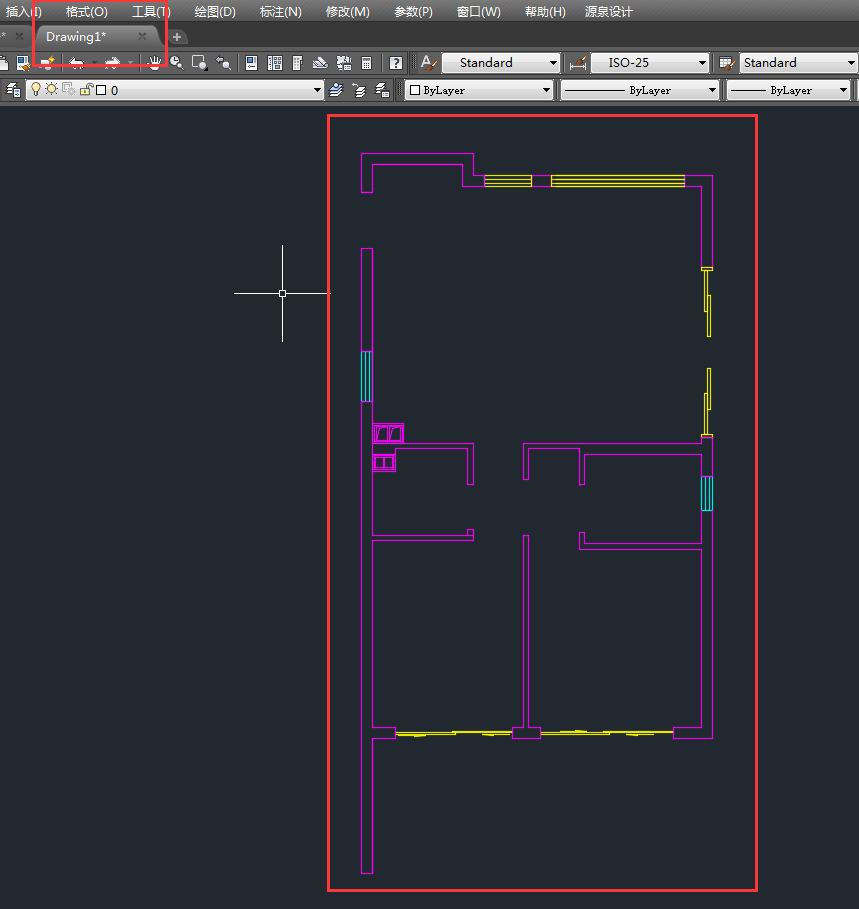 插入(I) 格式(O) 工具(T) 绘图(D) 标注(N) 修改(M) 参数(P) 窗口(W) 帮助(H) 源泉设计
* Drawing1*
Standard ISO-25 Standard
0 ByLayer ByLayer ByLayer